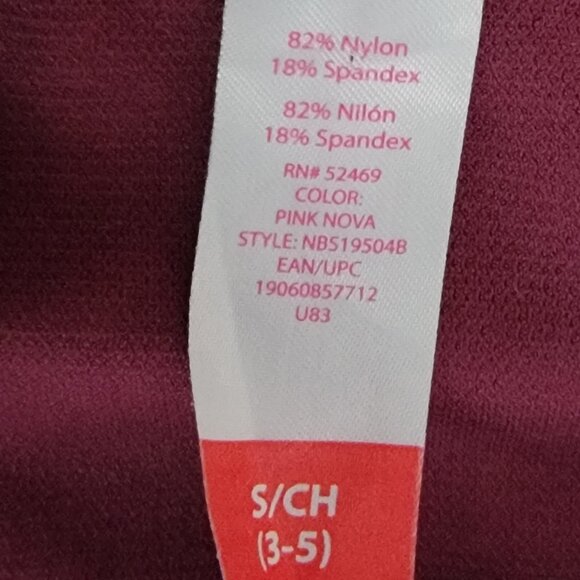 82% Nylon
18% Spandex
82% Nilón
18% Spandex
RN# 52469
COLOR:
PINK NOVA
STYLE: NB519504B
EAN/UPC
19060857712
U83
S/CH
(3-5)